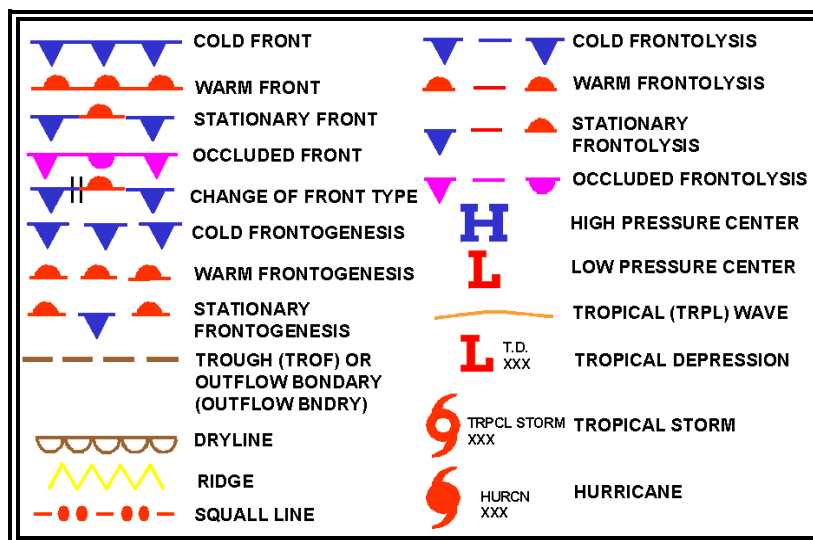 COLD FRONT
WARM FRONT
STATIONARY FRONT
OCCLUDED FRONT
CHANGE OF FRONT TYPE
COLD FRONTOGENESIS
WARM FRONTOGENESIS
STATIONARY
FRONTOGENESIS
TROUGH (TROF) OR
OUTFLOW BONDARY
(OUTFLOW BNDRY)
DRYLINE
RIDGE
SQUALL LINE
COLD FRONTOLYSIS
WARM FRONTOLYSIS
STATIONARY
FRONTOLYSIS
OCCLUDED FRONTOLYSIS
H HIGH PRESSURE CENTER
L LOW PRESSURE CENTER
TROPICAL (TRPL) WAVE
L T.D. TROPICAL DEPRESSION
XXX
TRPCL STORM TROPICAL STORM
XXX
HURCN HURRICANE
XXX